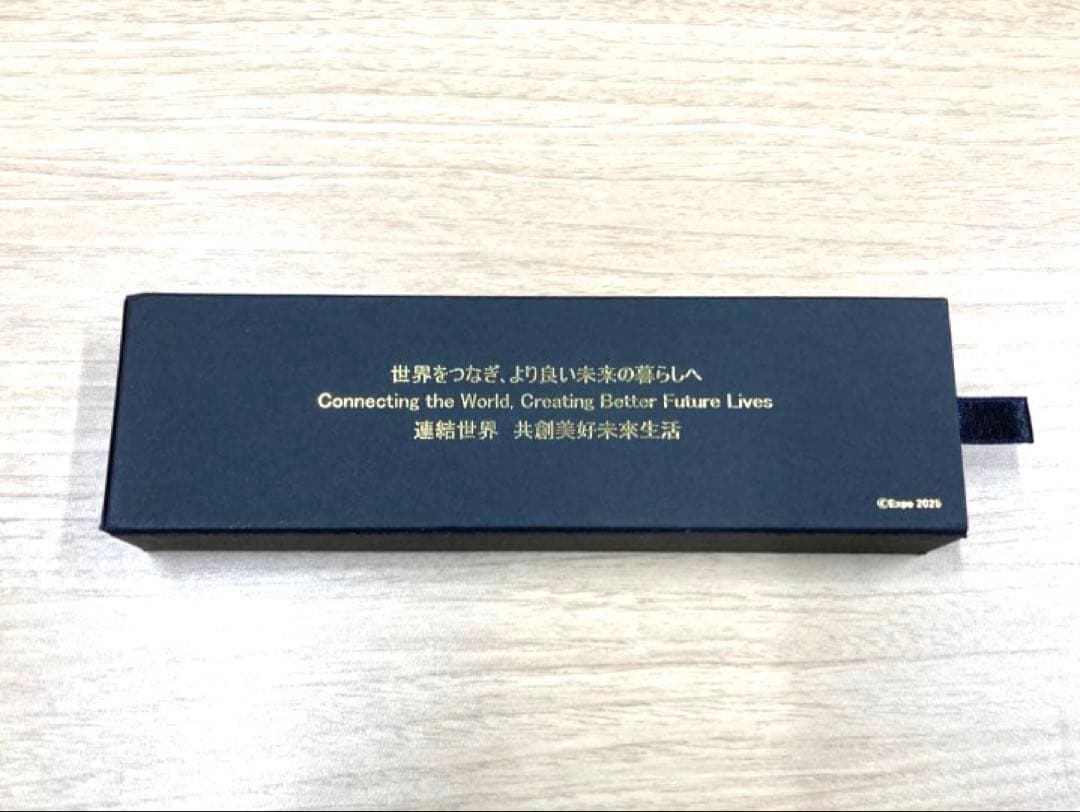 世界をつなぎ、より良い未来の暮らしへ
Connecting the World, Creating Better Future Lives
連結世界　共創美好未來生活
©Expo 2025